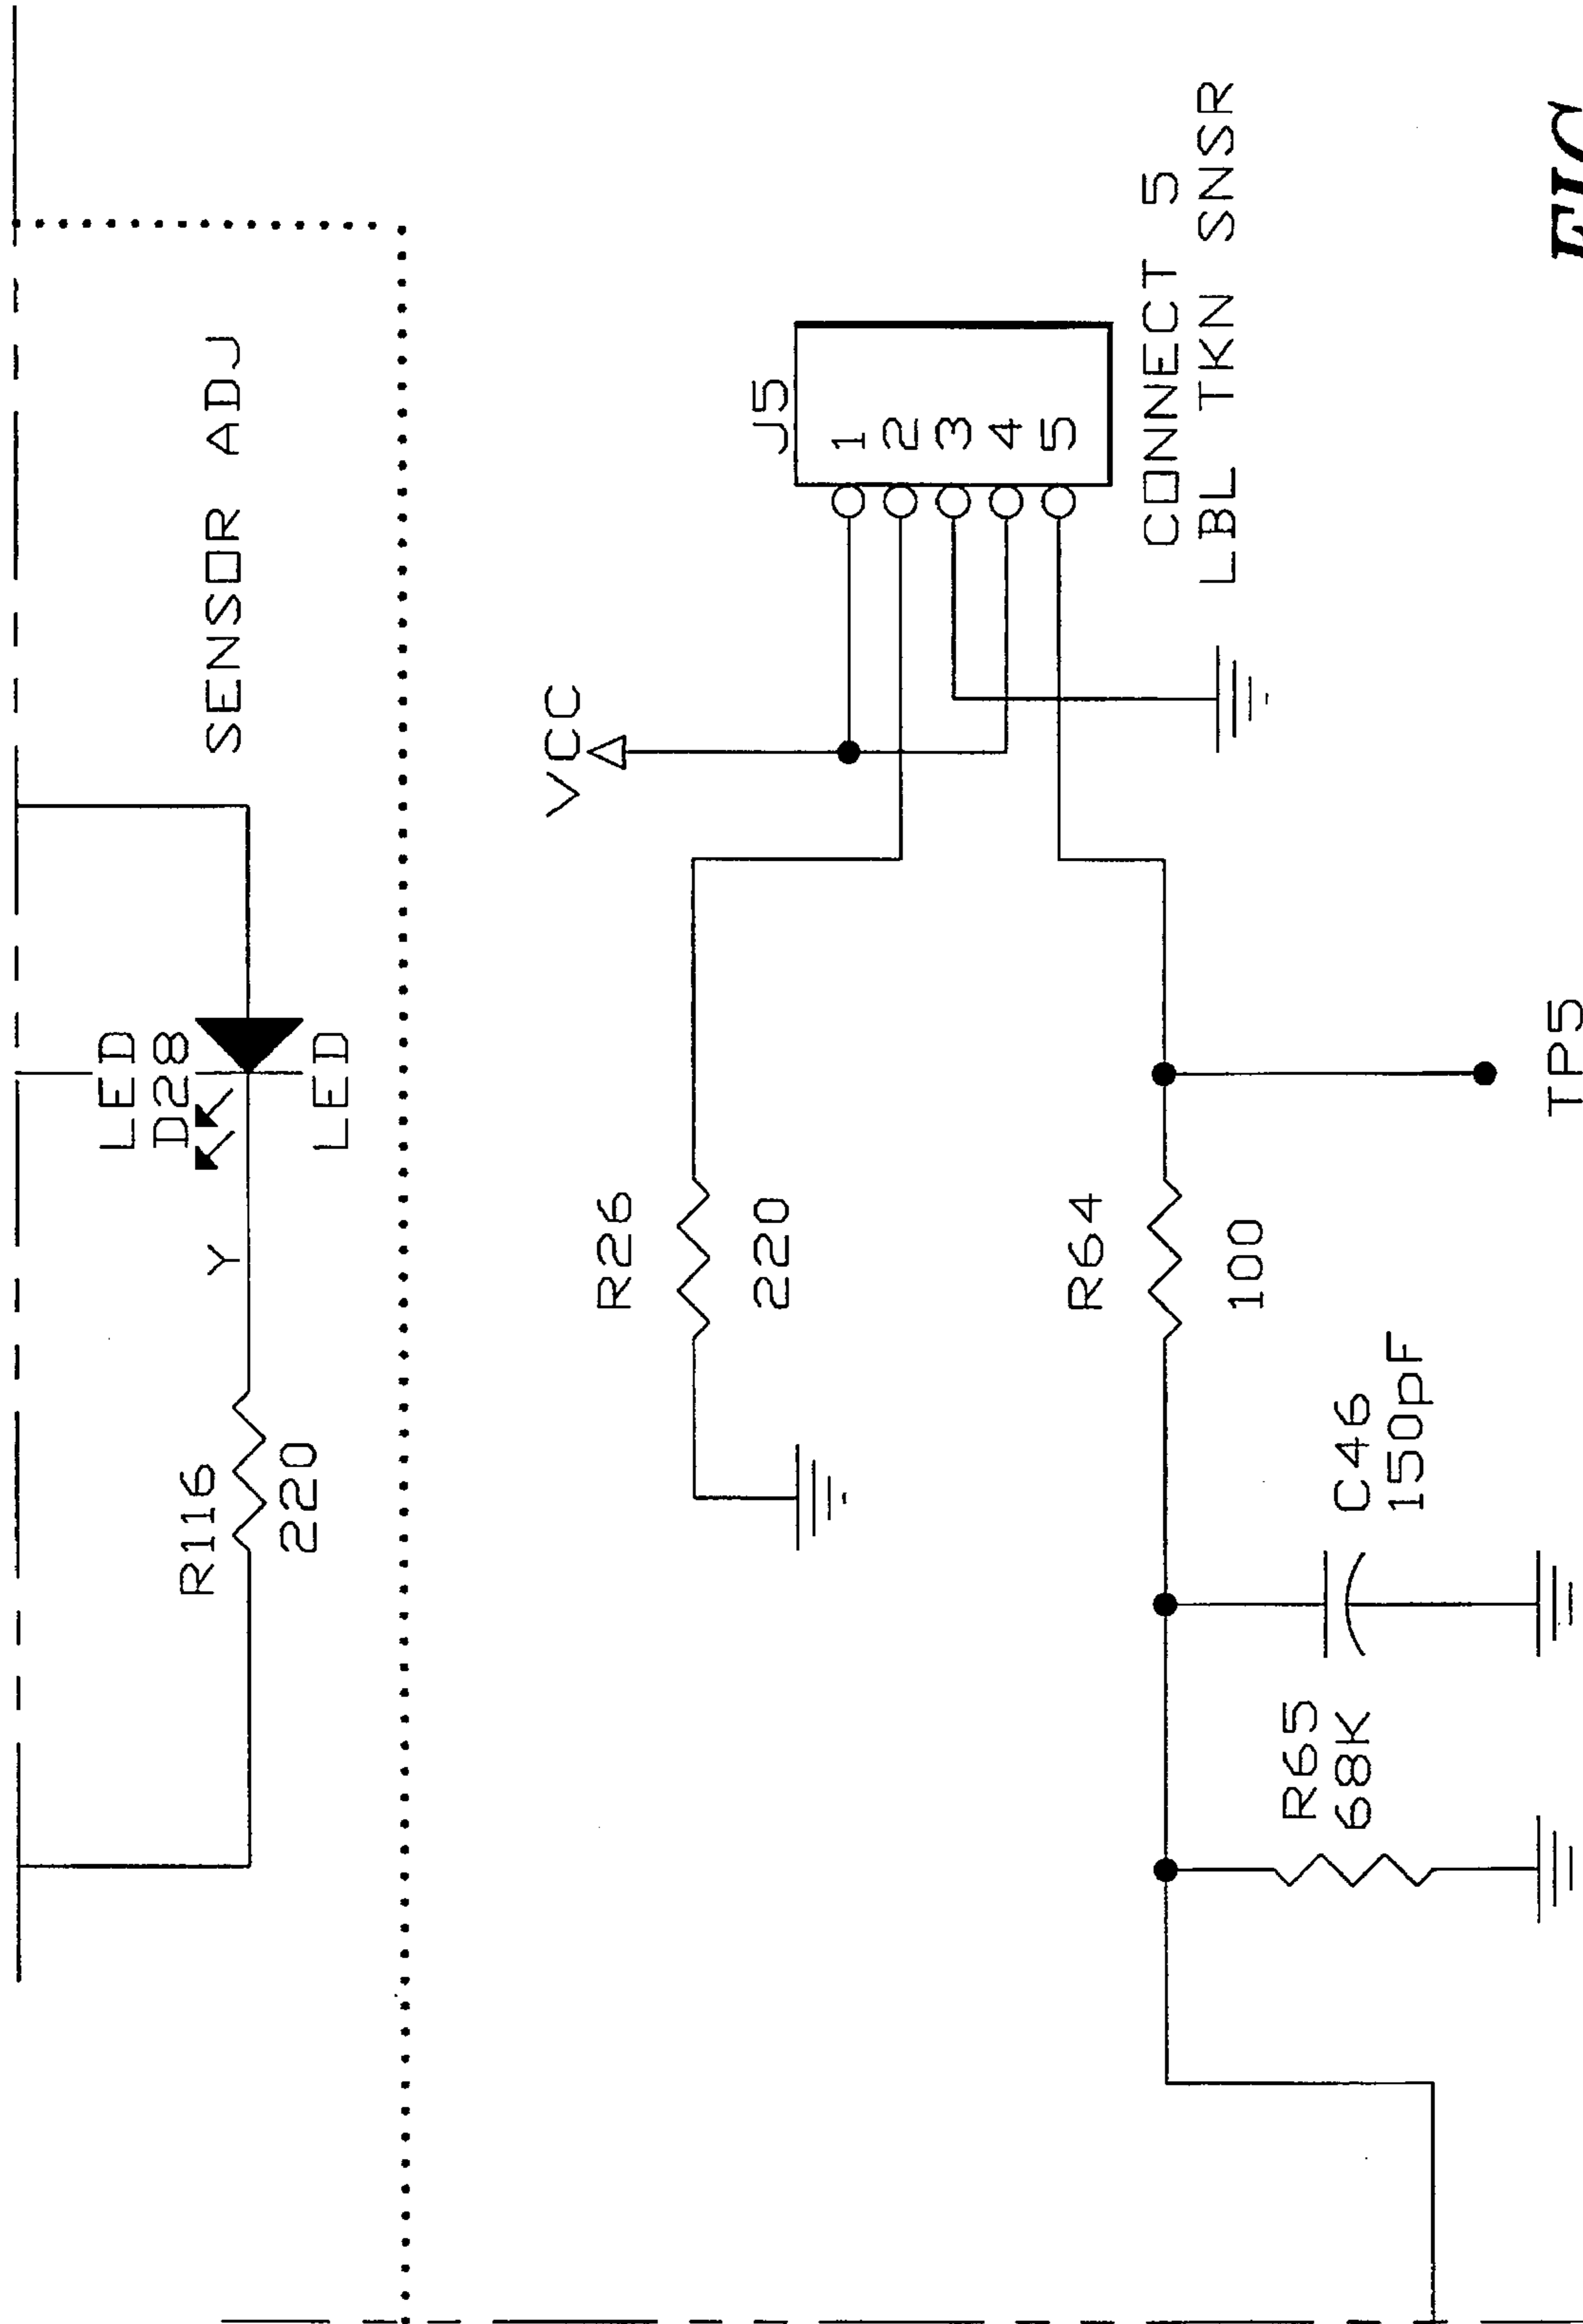 LED
D28
LED
Y
R116
220
SENSOR ADJ
VCC
R26
220
J5
1
2
3
4
5
CONNECT 5
LBL TKN SNSR
R64
100
C46
150pF
R65
68K
TP5